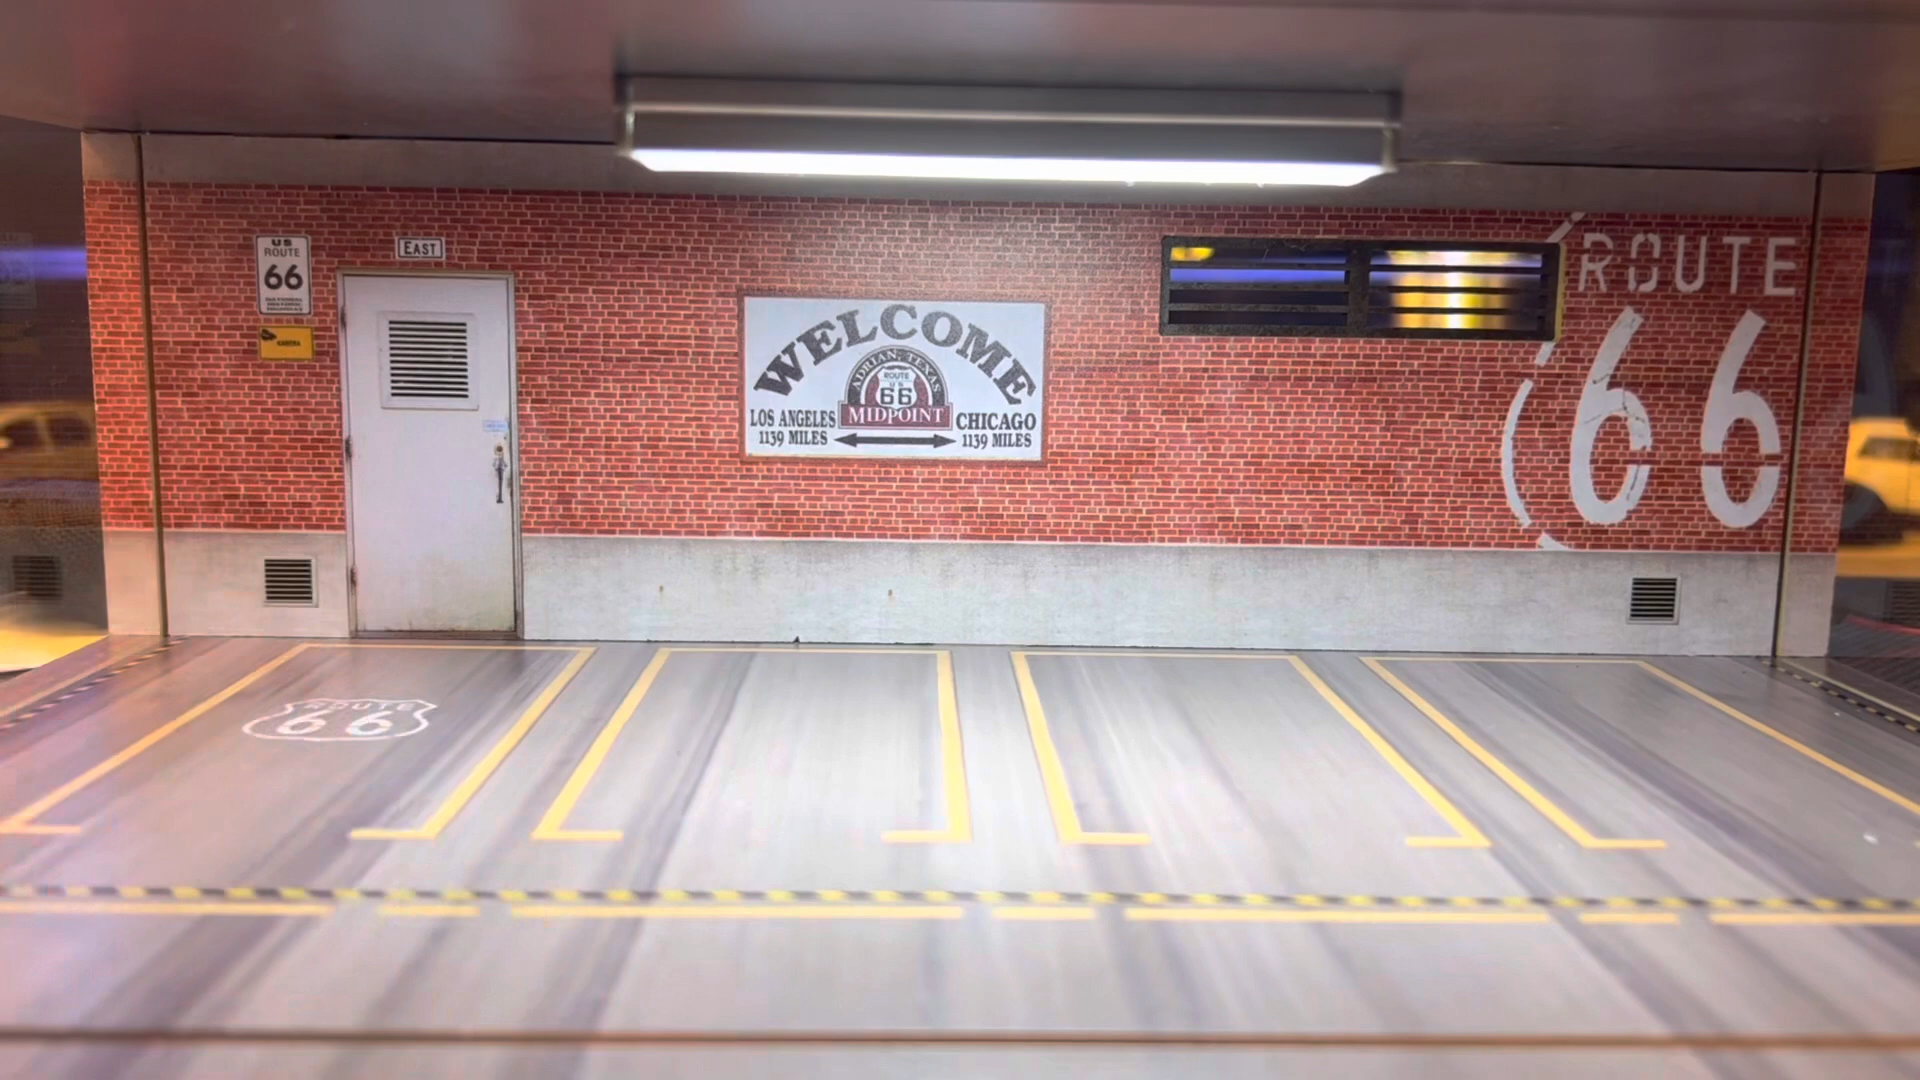 US
ROUTE
66
EAST
KAMERA
WELCOME
ADRIAN, TEXAS
ROUTE
US
66
MIDPOINT
LOS ANGELES
1139 MILES
CHICAGO
1139 MILES
ROUTE
66
ROUTE
66